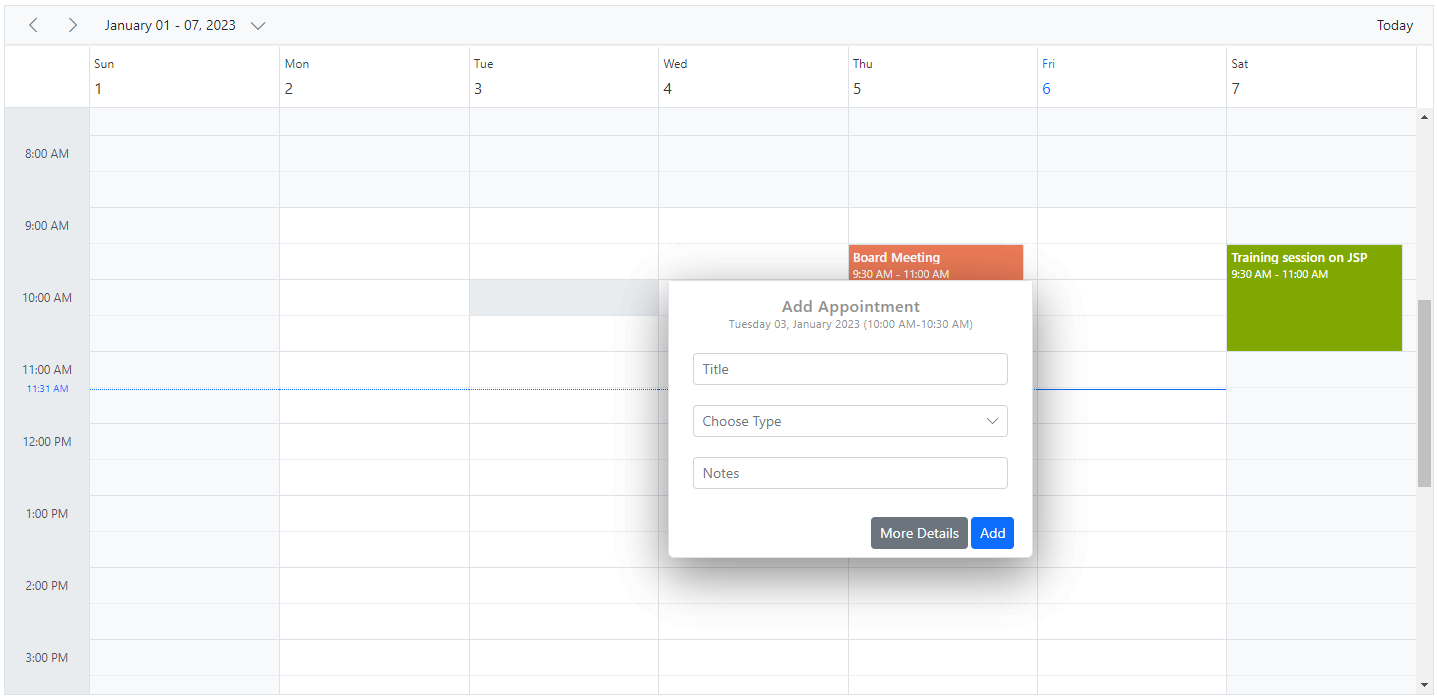 January 01 - 07, 2023
Today
Sun
1
Mon
2
Tue
3
Wed
4
Thu
5
Fri
6
Sat
7
8:00 AM
9:00 AM
10:00 AM
11:00 AM
11:31 AM
12:00 PM
1:00 PM
2:00 PM
3:00 PM
Board Meeting
9:30 AM - 11:00 AM
Training session on JSP
9:30 AM - 11:00 AM
Add Appointment
Tuesday 03, January 2023 (10:00 AM-10:30 AM)
Title
Choose Type
Notes
More Details
Add